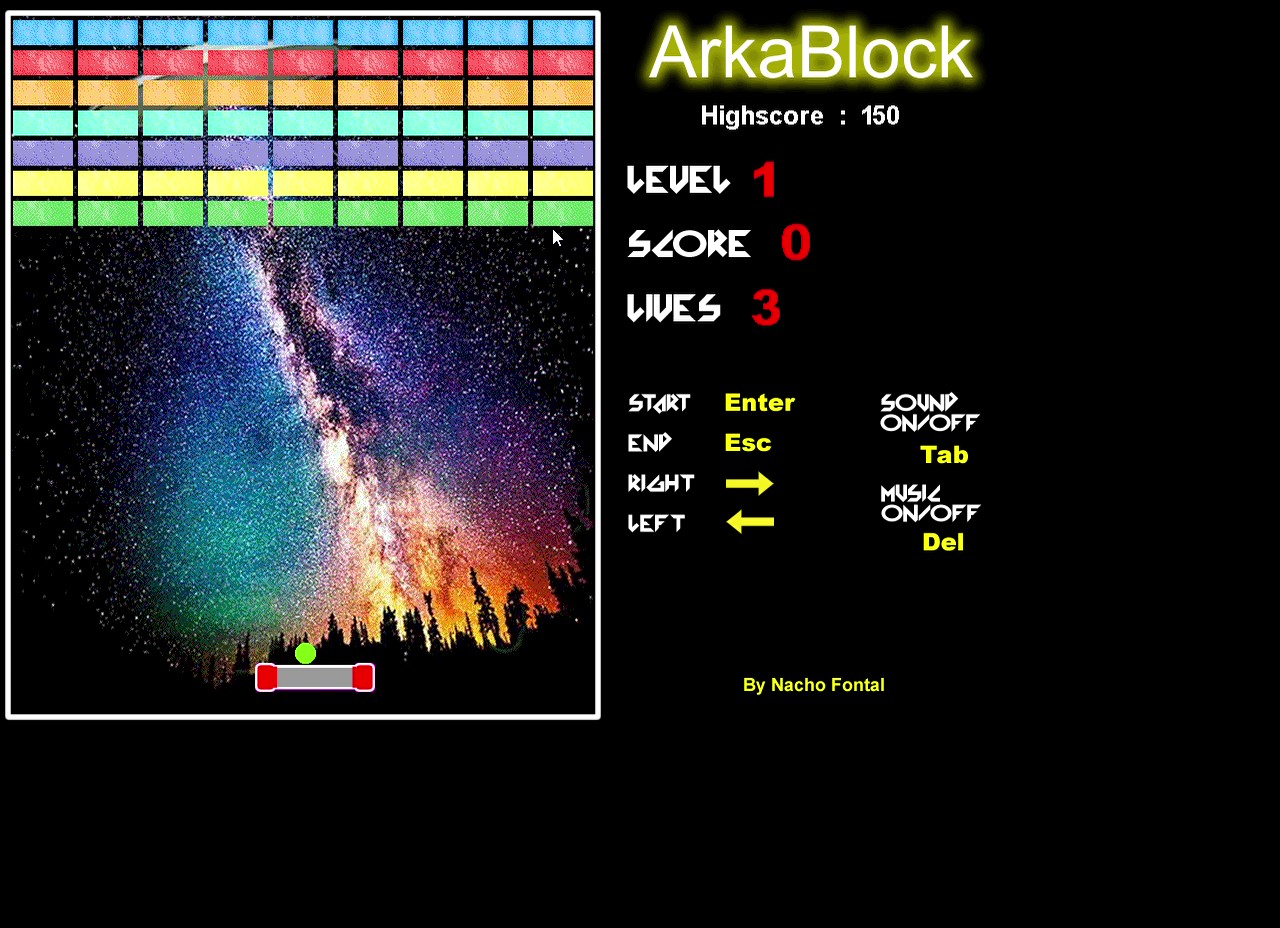 ArkaBlock
Highscore : 150
LEVEL 1
SCORE 0
LIVES 3
START Enter
END Esc
RIGHT
LEFT
SOUND
ON/OFF
Tab
MUSIC
ON/OFF
Del
By Nacho Fontal